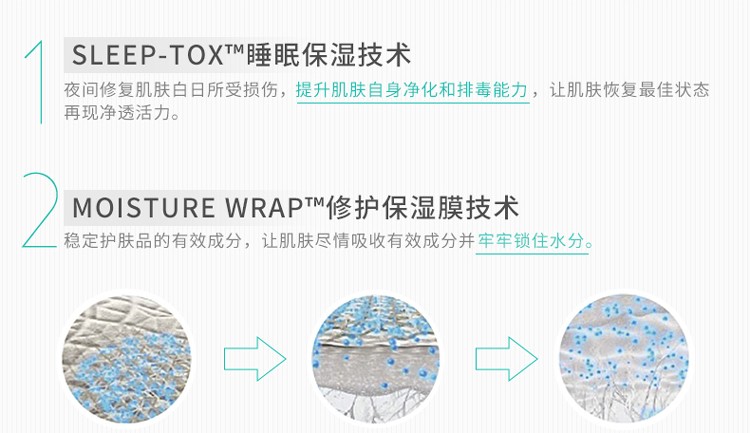 1
SLEEP-TOX™睡眠保湿技术
夜间修复肌肤白日所受损伤，提升肌肤自身净化和排毒能力，让肌肤恢复最佳状态
再现净透活力。
2
MOISTURE WRAP™修护保湿膜技术
稳定护肤品的有效成分，让肌肤尽情吸收有效成分并牢牢锁住水分。